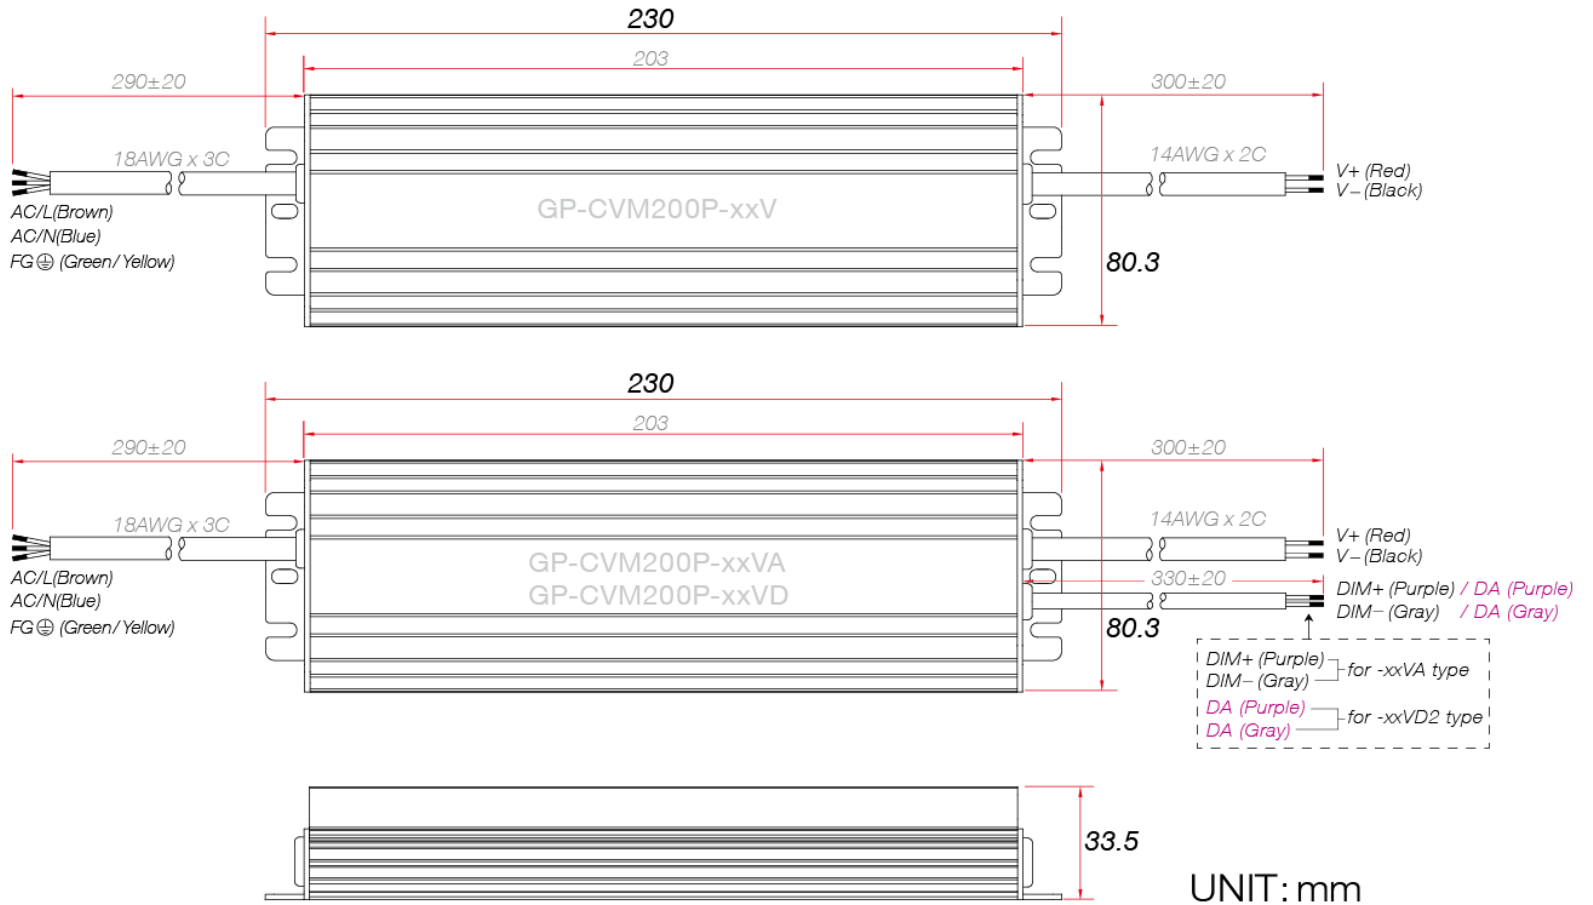 230
203
290±20
300±20
18AWG x 3C
14AWG x 2C
V+ (Red)
V− (Black)
AC/L(Brown)
AC/N(Blue)
FG ⏚ (Green/Yellow)
GP-CVM200P-xxV
80.3
230
203
290±20
300±20
18AWG x 3C
14AWG x 2C
V+ (Red)
V− (Black)
AC/L(Brown)
AC/N(Blue)
FG ⏚ (Green/Yellow)
GP-CVM200P-xxVA
GP-CVM200P-xxVD
330±20
DIM+ (Purple) / DA (Purple)
DIM− (Gray) / DA (Gray)
80.3
DIM+ (Purple)
DIM− (Gray)
for -xxVA type
DA (Purple)
DA (Gray)
for -xxVD2 type
33.5
UNIT: mm